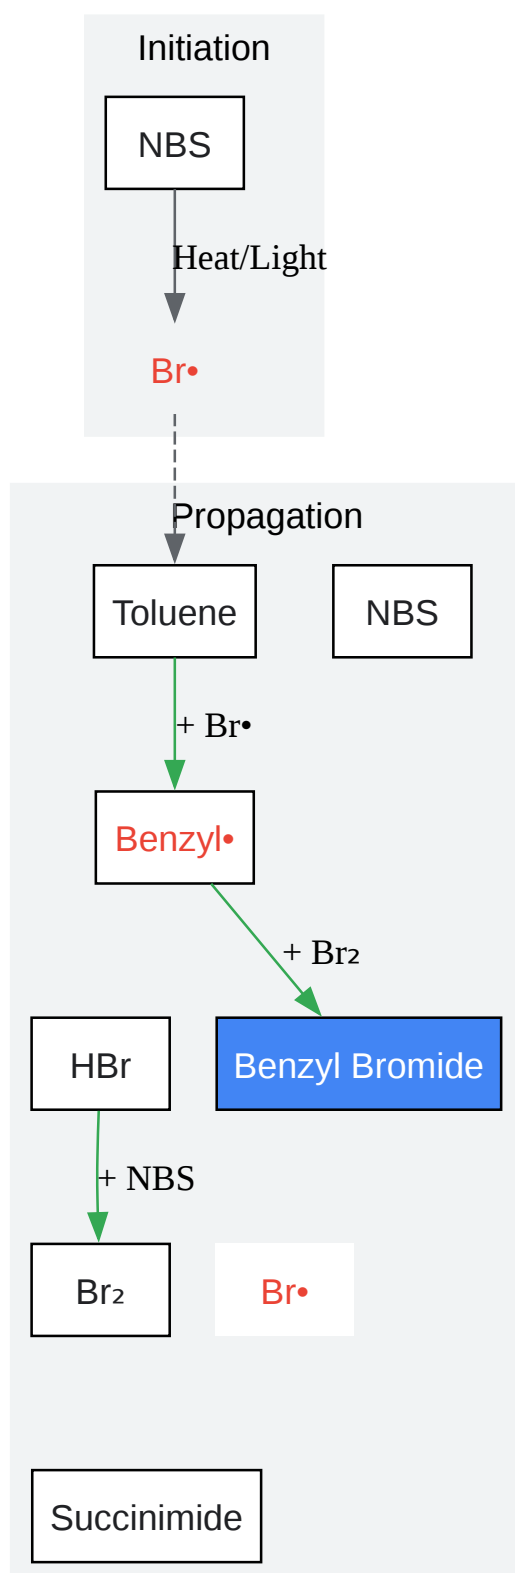 Initiation
NBS
Heat/Light
Br•
Propagation
Toluene
NBS
+ Br•
Benzyl•
+ Br₂
HBr
Benzyl Bromide
+ NBS
Br₂
Br•
Succinimide